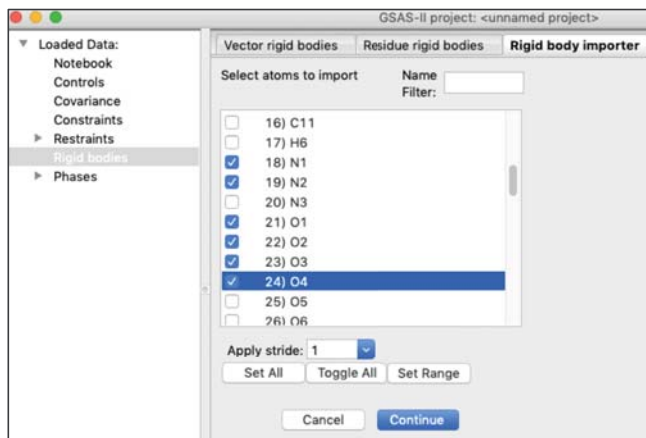 GSAS-II project: <unnamed project>
Loaded Data:
Notebook
Controls
Covariance
Constraints
Restraints
Rigid bodies
Phases
Vector rigid bodies
Residue rigid bodies
Rigid body importer
Select atoms to import
Name
Filter:
16) C11
17) H6
18) N1
19) N2
20) N3
21) O1
22) O2
23) O3
24) O4
25) O5
26) O6
Apply stride: 1
Set All
Toggle All
Set Range
Cancel
Continue